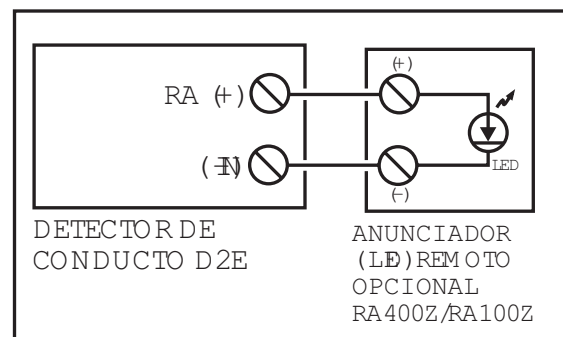 RA (+)
(-IN)
(+)
(-)
LED
DETECTOR DE
CONDUCTO D2E
ANUNCIADOR
(LED) REMOTO
OPCIONAL
RA400Z/RA100Z